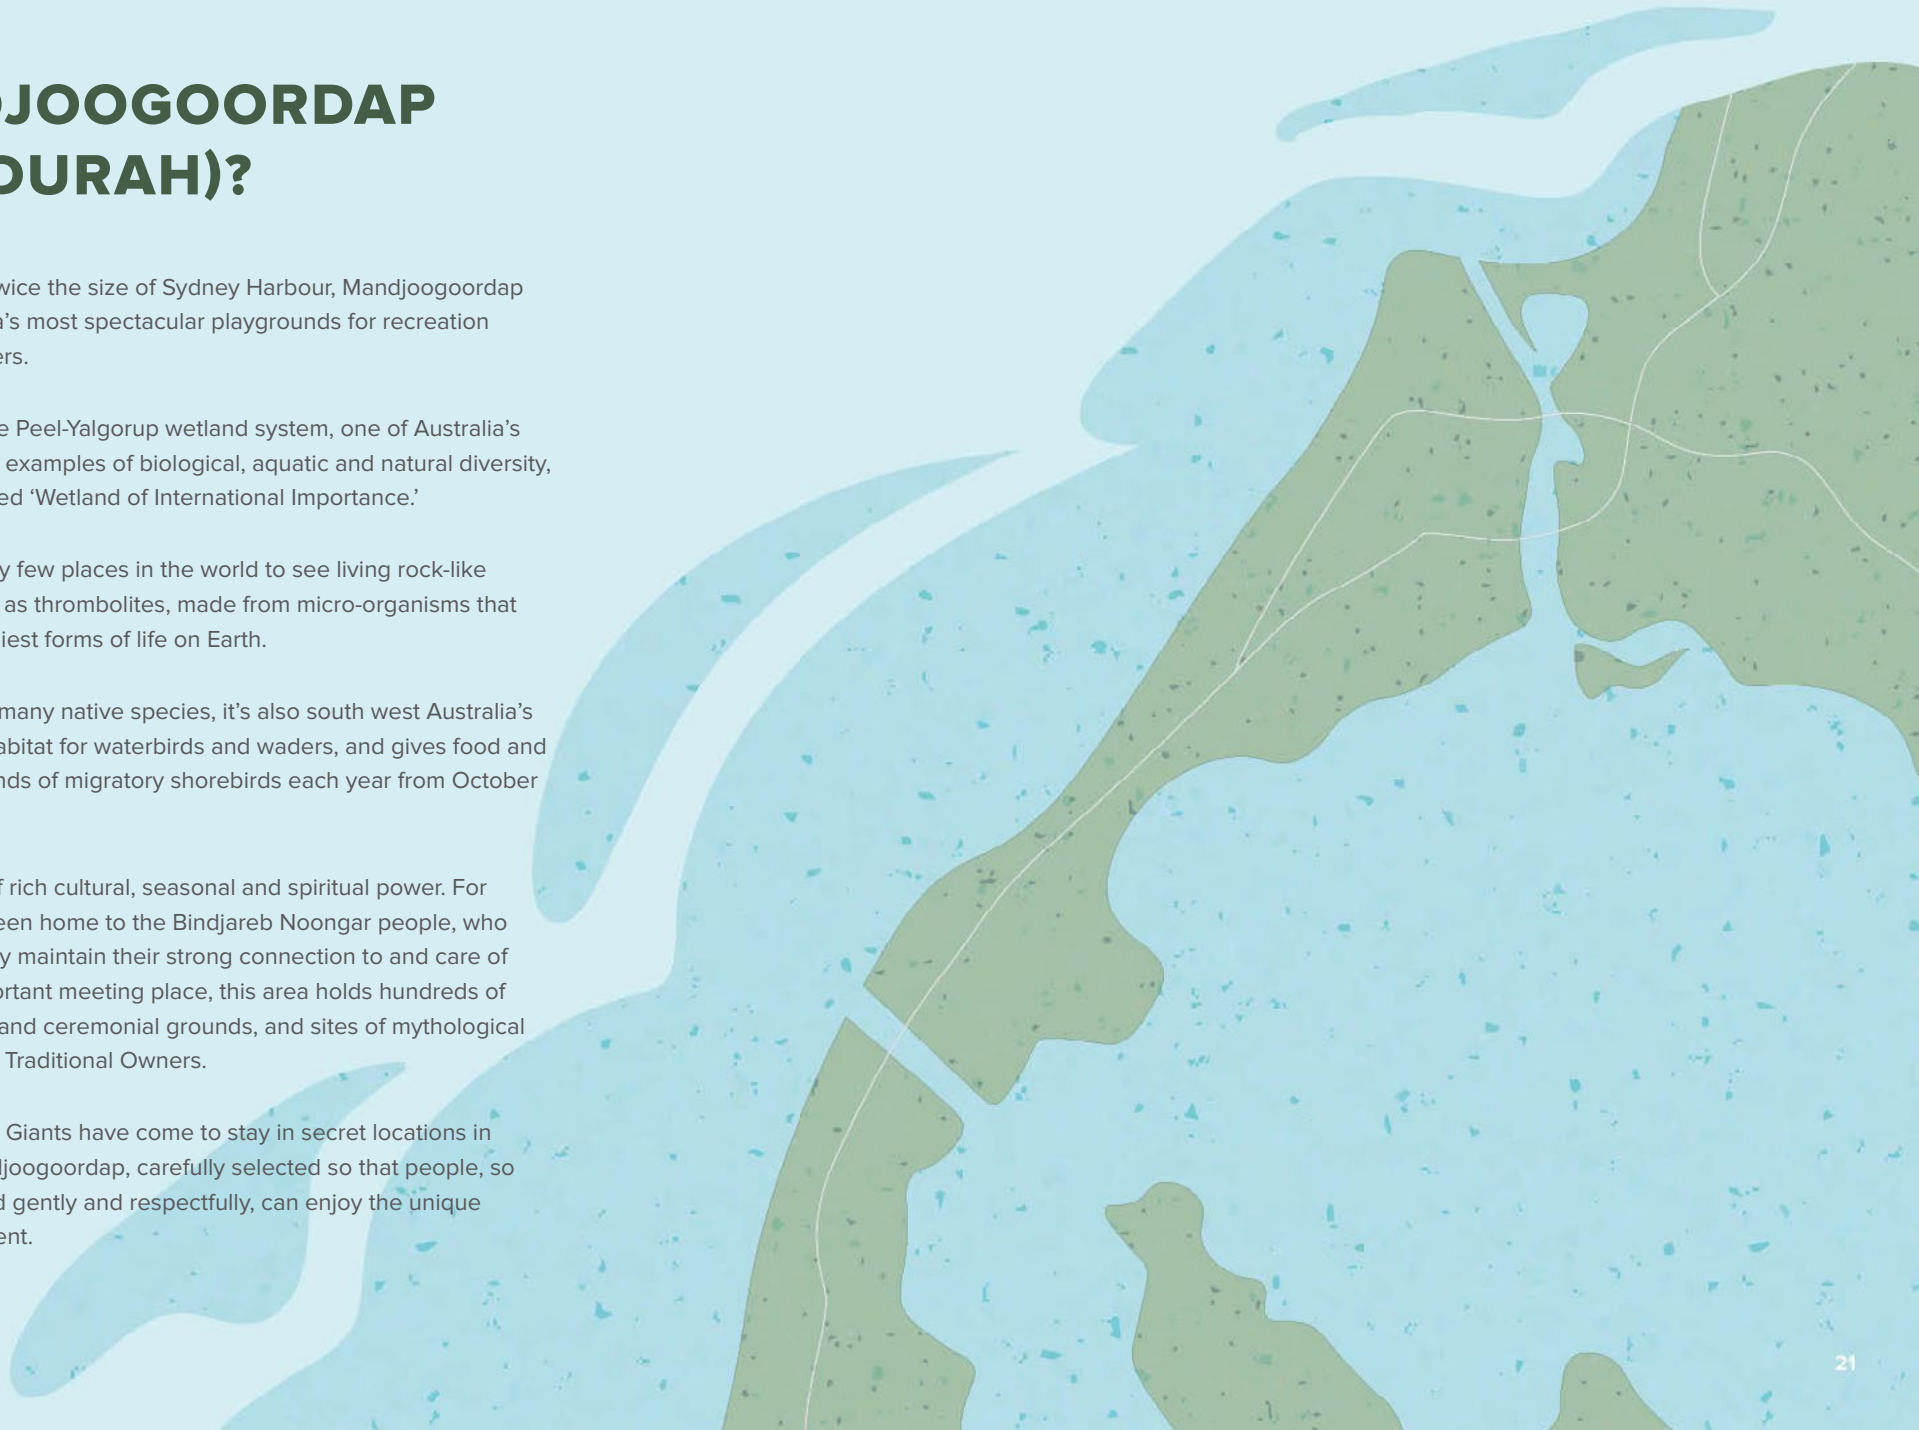 DJOOGOORDAP
DURAH)?
wice the size of Sydney Harbour, Mandjoogoordap
a’s most spectacular playgrounds for recreation
ers.
e Peel-Yalgorup wetland system, one of Australia’s
examples of biological, aquatic and natural diversity,
ed ‘Wetland of International Importance.’
y few places in the world to see living rock-like
as thrombolites, made from micro-organisms that
iest forms of life on Earth.
many native species, it’s also south west Australia’s
abitat for waterbirds and waders, and gives food and
nds of migratory shorebirds each year from October
f rich cultural, seasonal and spiritual power. For
een home to the Bindjareb Noongar people, who
y maintain their strong connection to and care of
ortant meeting place, this area holds hundreds of
and ceremonial grounds, and sites of mythological
Traditional Owners.
Giants have come to stay in secret locations in
djoogoordap, carefully selected so that people, so
d gently and respectfully, can enjoy the unique
ent.
21